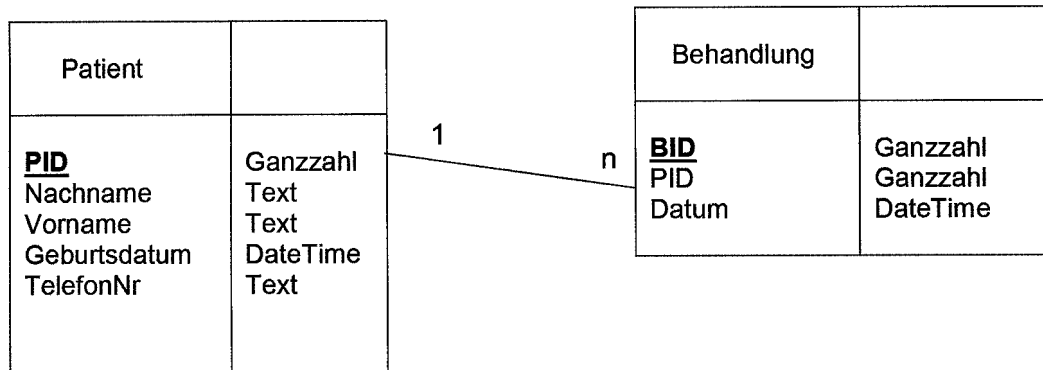 Patient
PID Ganzzahl
Nachname Text
Vorname Text
Geburtsdatum DateTime
TelefonNr Text
1
n
Behandlung
BID Ganzzahl
PID Ganzzahl
Datum DateTime